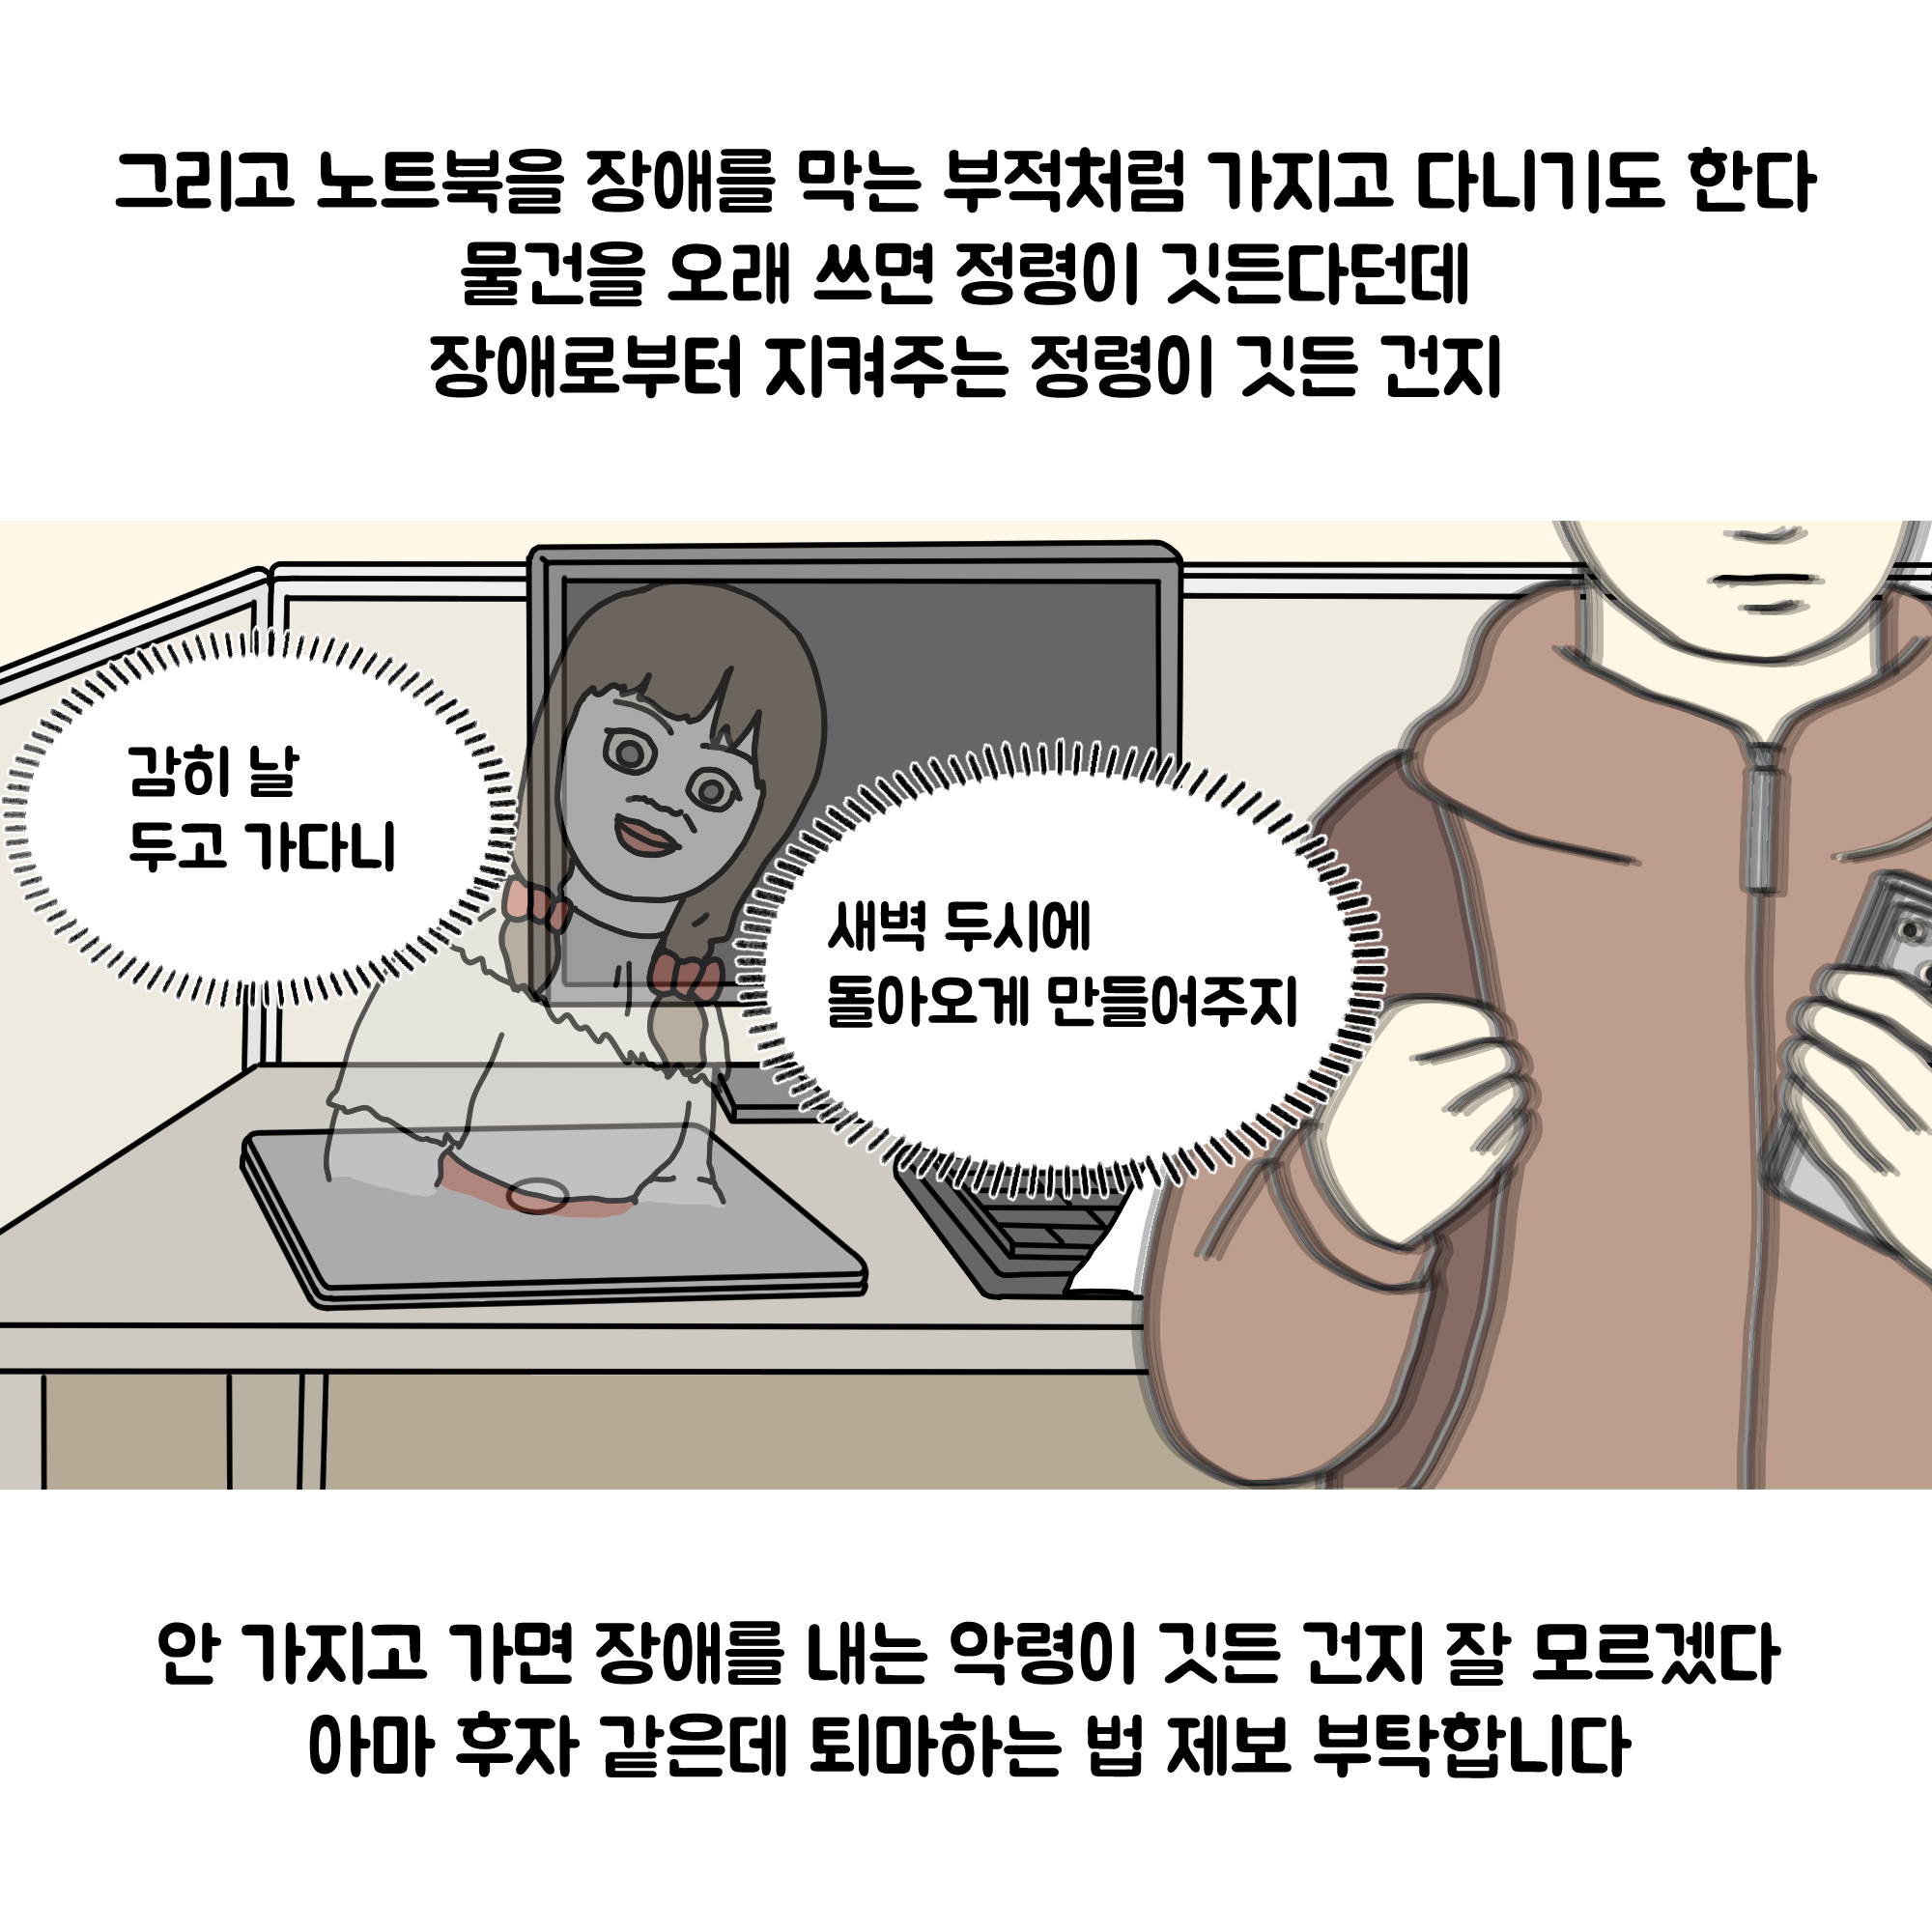 그리고 노트북을 장애를 막는 부적처럼 가지고 다니기도 한다
물건을 오래 쓰면 정령이 깃든다던데
장애로부터 지켜주는 정령이 깃든 건지
감히 날
두고 가다니
새벽 두시에
돌아오게 만들어주지
안 가지고 가면 장애를 내는 악령이 깃든 건지 잘 모르겠다
아마 후자 같은데 퇴마하는 법 제보 부탁합니다